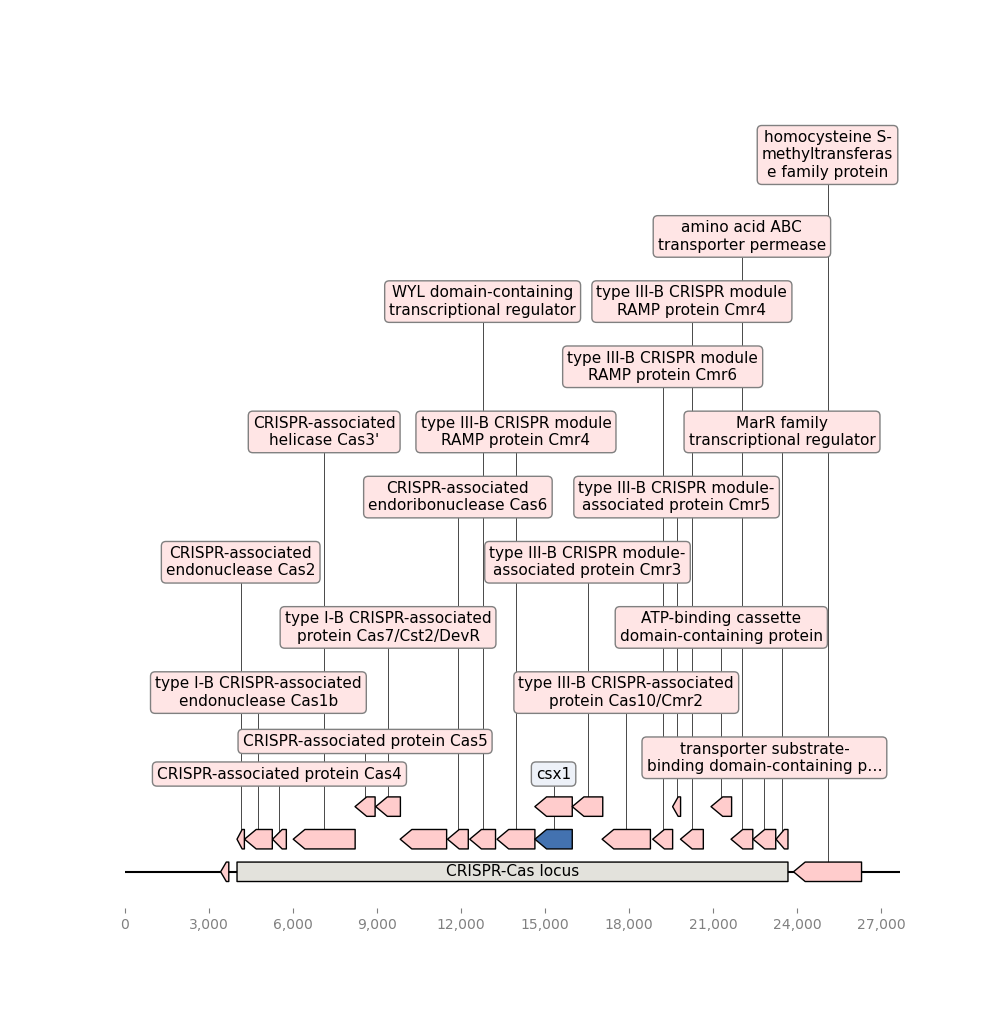 homocysteine S-
methyltransferas
e family protein
amino acid ABC
transporter permease
WYL domain-containing
transcriptional regulator
type III-B CRISPR module
RAMP protein Cmr4
type III-B CRISPR module
RAMP protein Cmr6
CRISPR-associated
helicase Cas3'
type III-B CRISPR module
RAMP protein Cmr4
MarR family
transcriptional regulator
CRISPR-associated
endoribonuclease Cas6
type III-B CRISPR module-
associated protein Cmr5
CRISPR-associated
endonuclease Cas2
type III-B CRISPR module-
associated protein Cmr3
type I-B CRISPR-associated
protein Cas7/Cst2/DevR
ATP-binding cassette
domain-containing protein
type I-B CRISPR-associated
endonuclease Cas1b
type III-B CRISPR-associated
protein Cas10/Cmr2
CRISPR-associated protein Cas5
transporter substrate-
binding domain-containing p...
CRISPR-associated protein Cas4
csx1
CRISPR-Cas locus
0 3,000 6,000 9,000 12,000 15,000 18,000 21,000 24,000 27,000